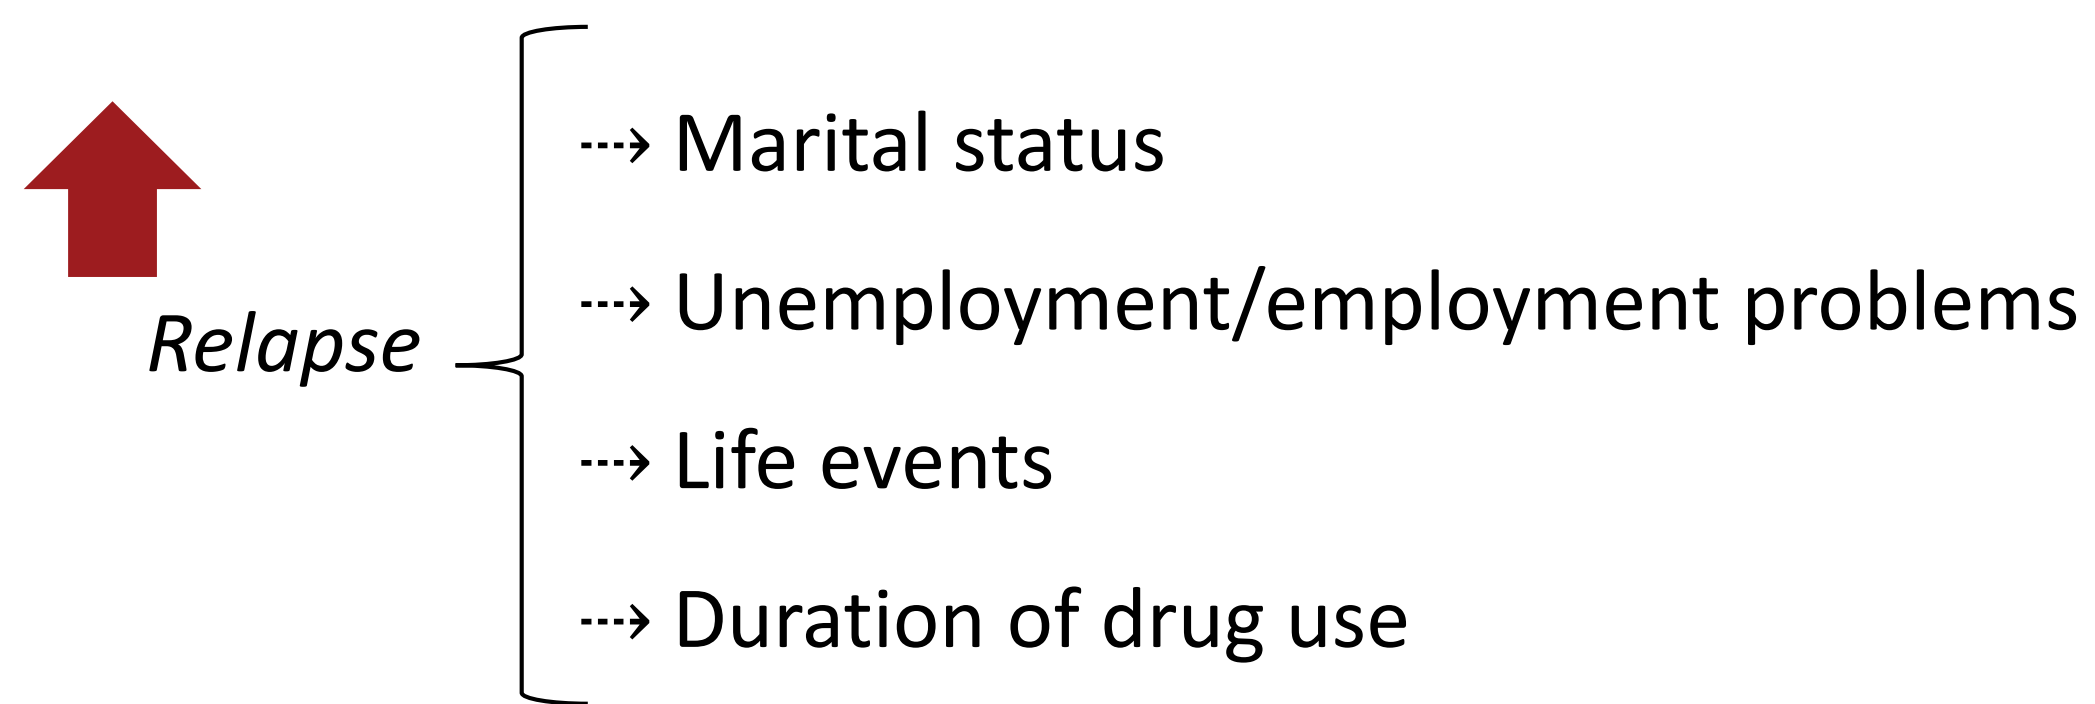 Relapse
Marital status
Unemployment/employment problems
Life events
Duration of drug use